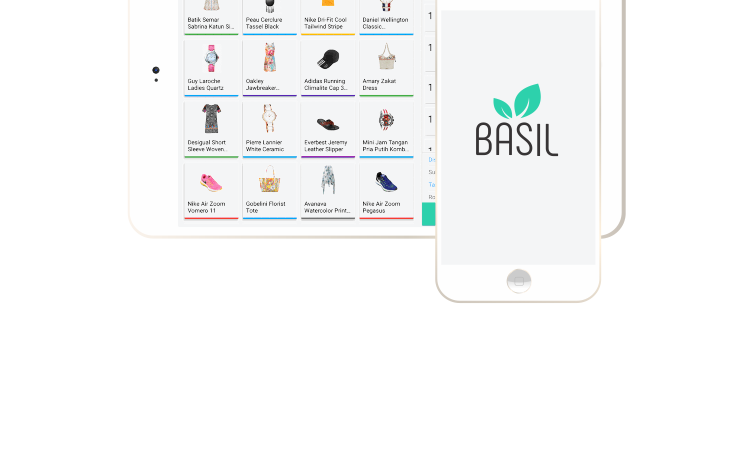 Batik Semar
Sabrina Katun Si...
Peau Cerclure
Tassel Black
Nike Dri-Fit Cool
Tailwind Stripe
Daniel Wellington
Classic...
1
1
Guy Laroche
Ladies Quartz
Oakley
Jawbreaker...
Adidas Running
Climalite Cap 3...
Amary Zakat
Dress
1
Desigual Short
Sleeve Woven...
Pierre Lannier
White Ceramic
Everbest Jeremy
Leather Slipper
Mini Jam Tangan
Pria Putih Komb...
1
Nike Air Zoom
Vomero 11
Gobelini Florist
Tote
Avanava
Watercolor Print...
Nike Air Zoom
Pegasus
BASIL